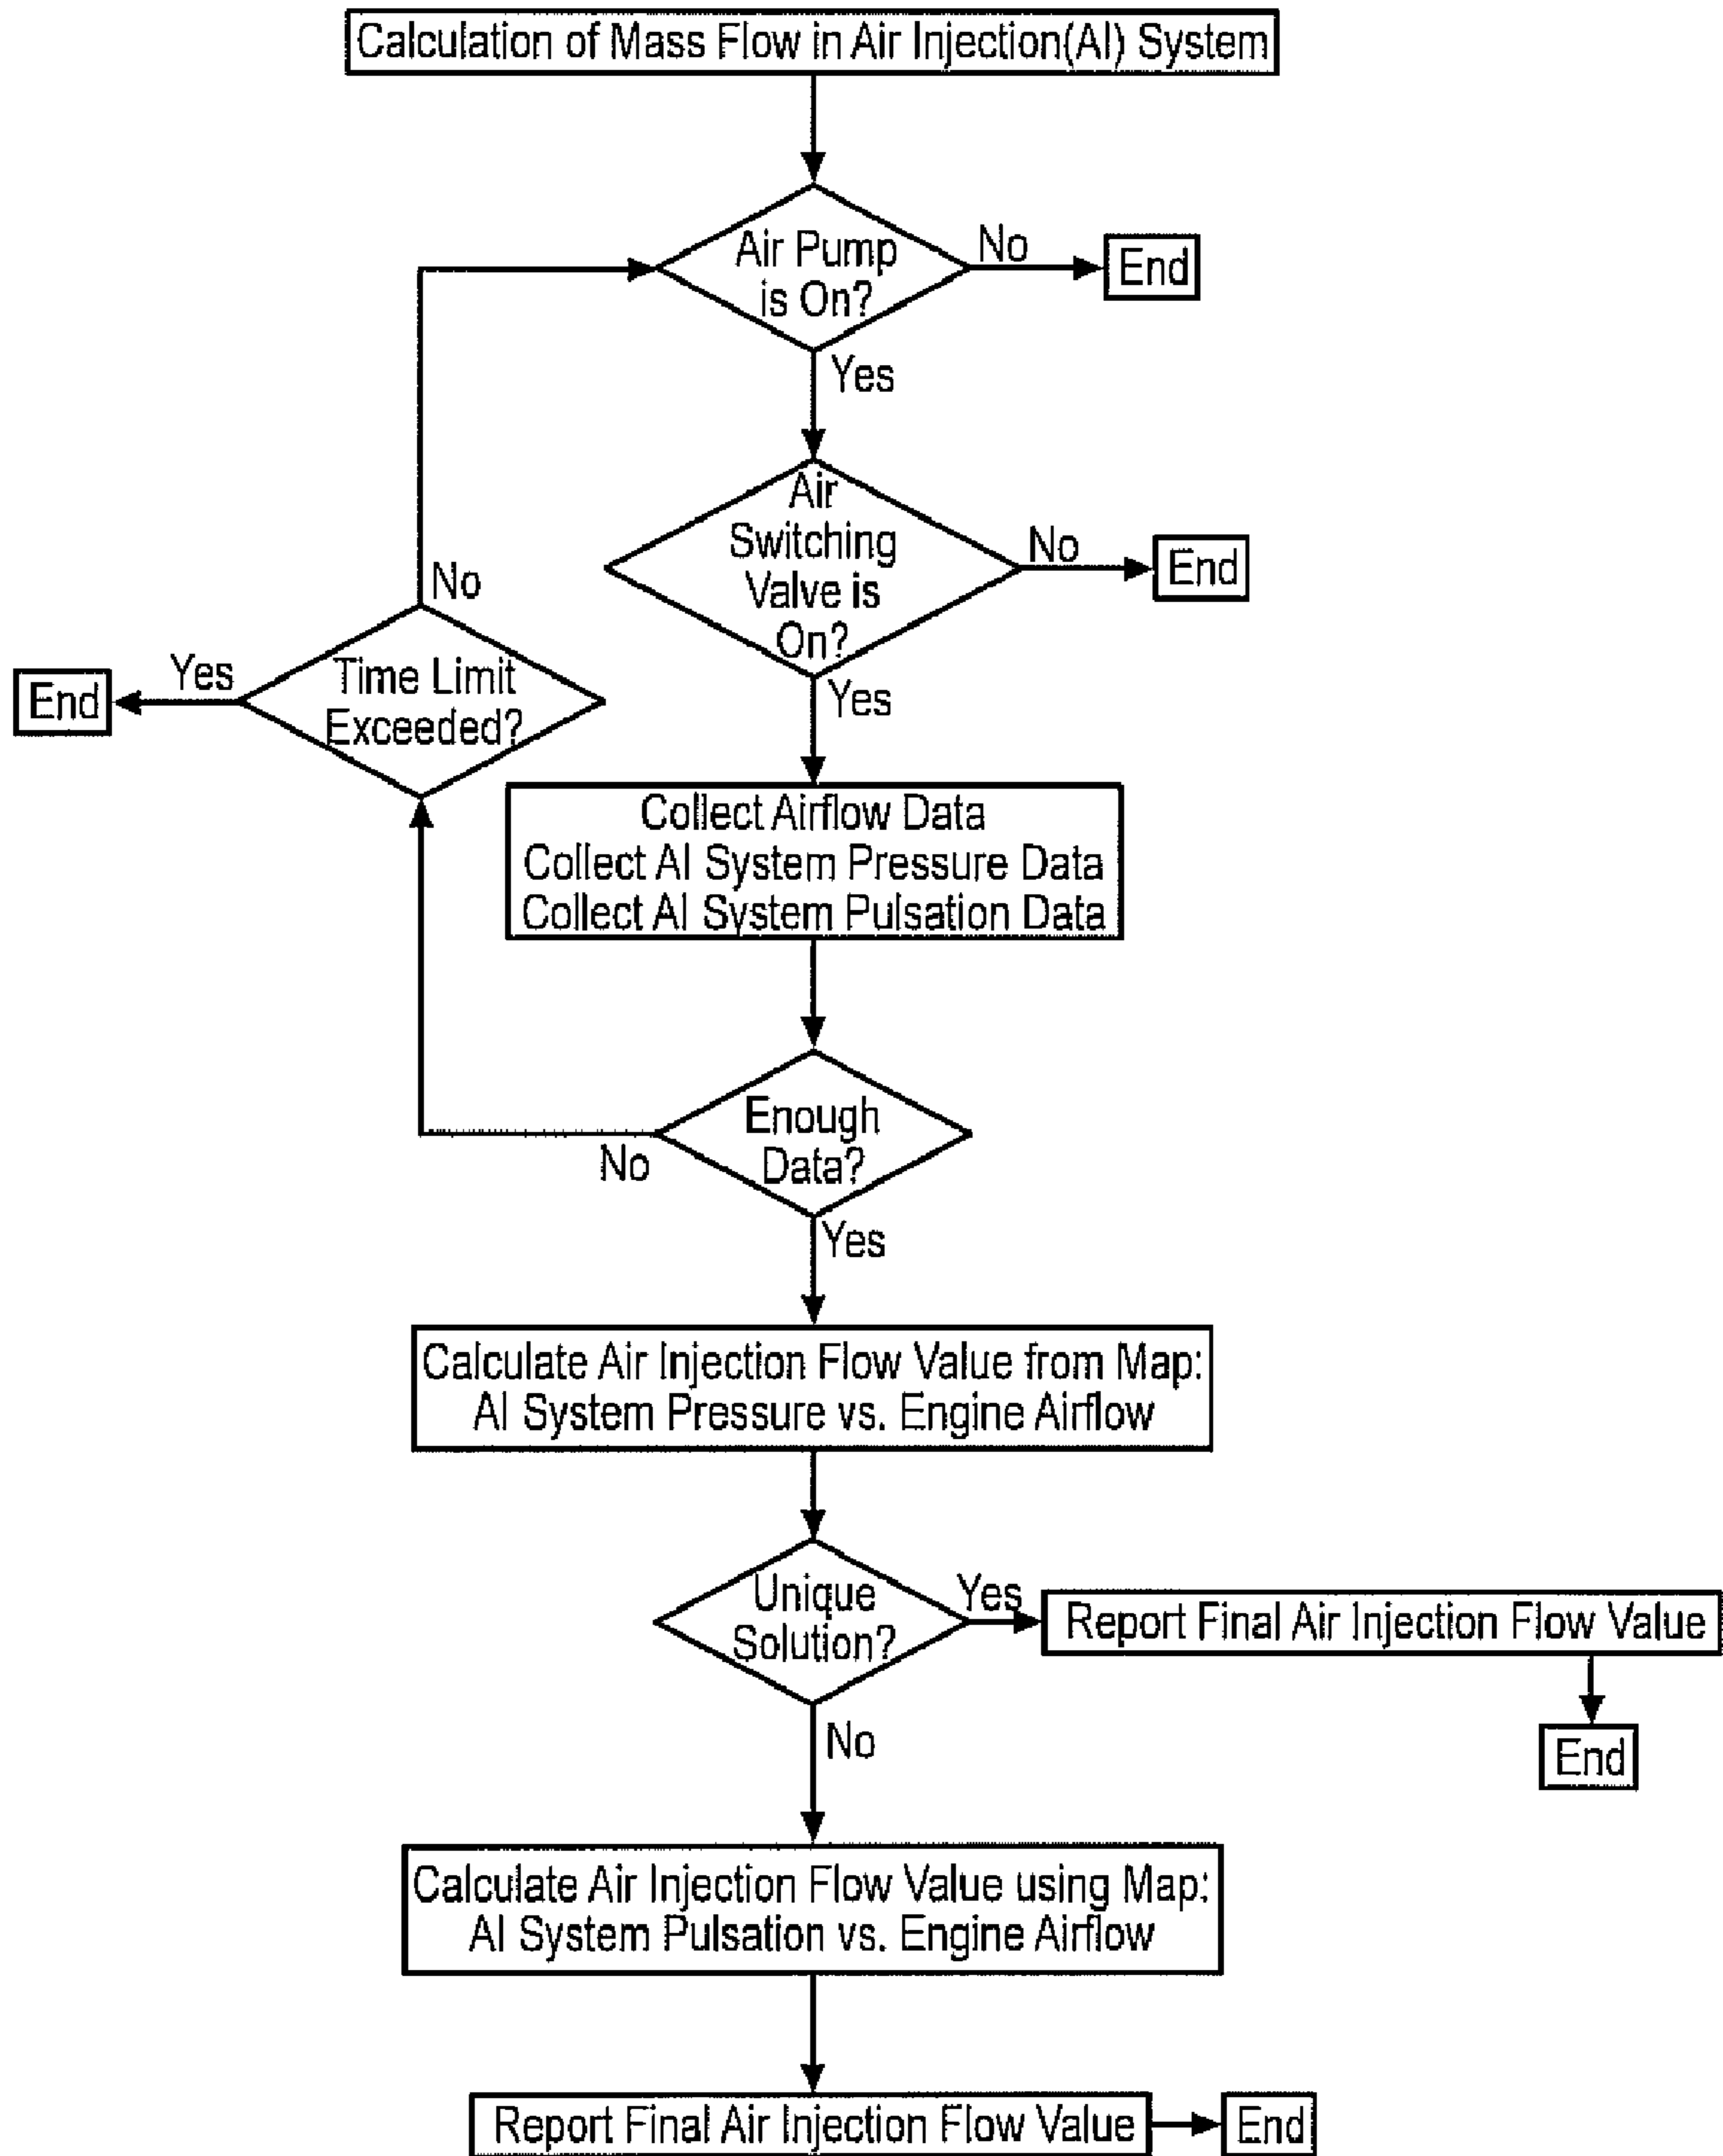 Calculation of Mass Flow in Air Injection(AI) System
Air Pump
is On?
No
End
Yes
Air
Switching
Valve is
On?
No
End
Yes
No
Time Limit
Exceeded?
Yes
End
Collect Airflow Data
Collect AI System Pressure Data
Collect AI System Pulsation Data
Enough
Data?
No
Yes
Calculate Air Injection Flow Value from Map:
AI System Pressure vs. Engine Airflow
Unique
Solution?
Yes
Report Final Air Injection Flow Value
End
No
Calculate Air Injection Flow Value using Map:
AI System Pulsation vs. Engine Airflow
Report Final Air Injection Flow Value
End